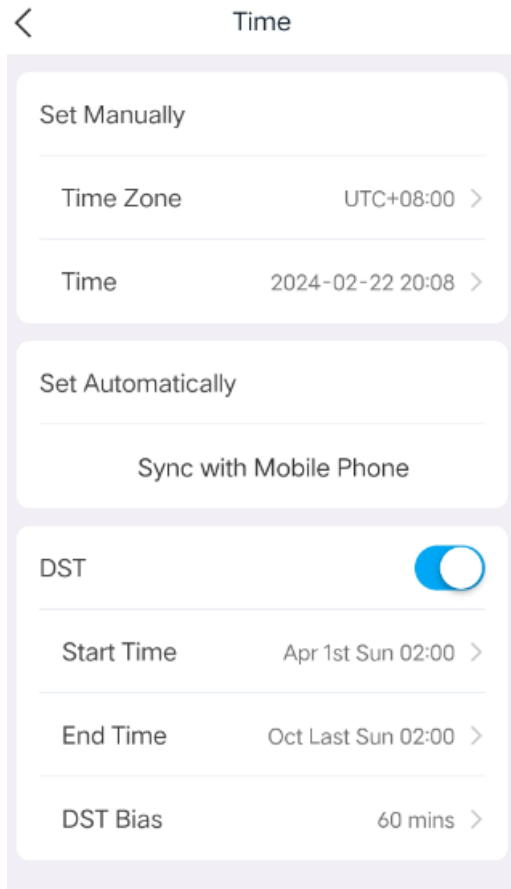 Time
Set Manually
Time Zone UTC+08:00
Time 2024-02-22 20:08
Set Automatically
Sync with Mobile Phone
DST
Start Time Apr 1st Sun 02:00
End Time Oct Last Sun 02:00
DST Bias 60 mins